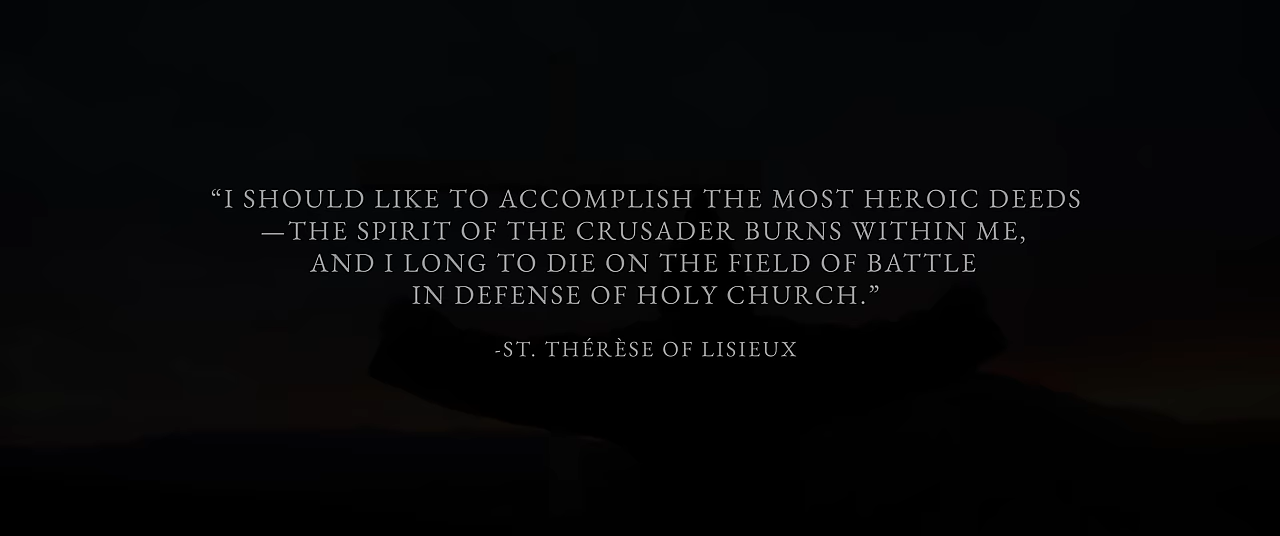 “I SHOULD LIKE TO ACCOMPLISH THE MOST HEROIC DEEDS
—THE SPIRIT OF THE CRUSADER BURNS WITHIN ME,
AND I LONG TO DIE ON THE FIELD OF BATTLE
IN DEFENSE OF HOLY CHURCH.”
-ST. THÉRÈSE OF LISIEUX